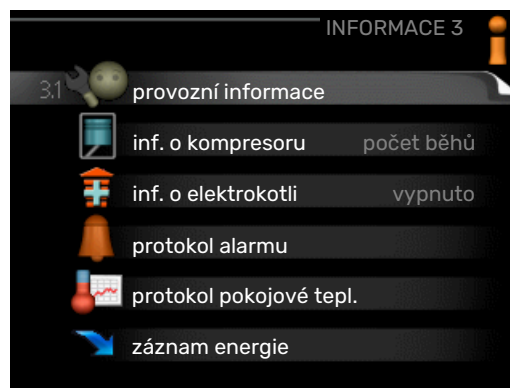 INFORMACE 3
3.1 provozní informace
inf. o kompresoru počet běhů
inf. o elektrokotli vypnuto
protokol alarmu
protokol pokojové tepl.
záznam energie